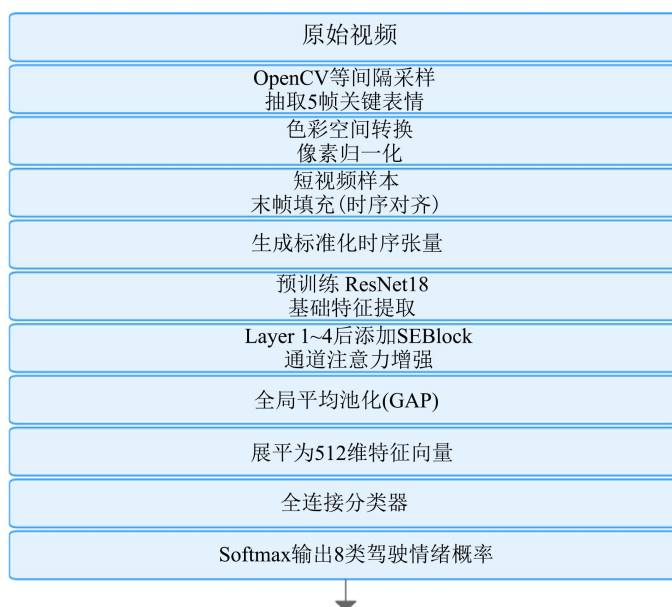 原始视频
OpenCV等间隔采样
抽取5帧关键表情
色彩空间转换
像素归一化
短视频样本
末帧填充(时序对齐)
生成标准化时序张量
预训练 ResNet18
基础特征提取
Layer 1~4后添加SEBlock
通道注意力增强
全局平均池化(GAP)
展平为512维特征向量
全连接分类器
Softmax输出8类驾驶情绪概率